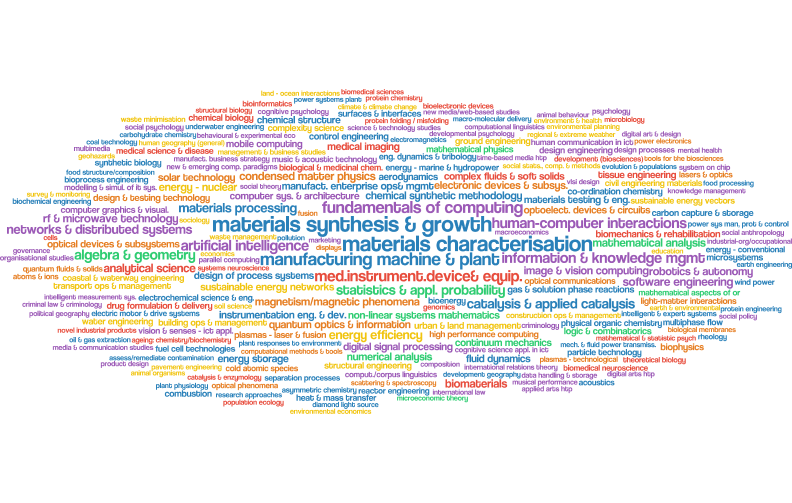 land - ocean interactions
biomedical sciences
power systems plant
protein chemistry
bioinformatics
climate & climate change
bioelectronic devices
structural biology
cognitive psychology
surfaces & interfaces
new media/web-based studies
animal behaviour
psychology
waste minimisation
chemical biology
chemical structure
protein folding / misfolding
macro-molecular delivery
environment & health
microbiology
social psychology
underwater engineering
complexity science
science & technology studies
computational linguistics
environmental planning
carbohydrate chemistry
behavioural & experimental eco
control engineering
electromagnetics
developmental psychology
regional & extreme weather
digital art & design
coal technology
human geography (general)
mobile computing
medical imaging
ground engineering
human communication in ict
power electronics
multimedia
medical science & disease
management & business studies
pollution
waste management
mathematical physics
design engineering
design processes
mental health
cells
geohazards
manufact. business strategy
music & acoustic technology
eng. dynamics & tribology
time-based media htp
development (biosciences)
tools for the biosciences
synthetic biology
new & emerging comp. paradigms
biological & medicinal chem.
energy - marine & hydropower
social stats., comp. & methods
evolution & populations
system on chip
food structure/composition
solar technology
condensed matter physics
aerodynamics
complex fluids & soft solids
tissue engineering
lasers & optics
bioprocess engineering
modelling & simul. of it sys.
energy - nuclear
social theory
manufact. enterprise ops& mgmt
electronic devices & subsys.
vlsi design
civil engineering materials
food processing
survey & monitoring
design & testing technology
computer sys. & architecture
chemical synthetic methodology
co-ordination chemistry
knowledge management
biochemical engineering
materials testing & eng.
sustainable energy vectors
computer graphics & visual.
materials processing
fusion
fundamentals of computing
optoelect. devices & circuits
carbon capture & storage
rf & microwave technology
sociology
materials synthesis & growth
human-computer interactions
power sys man, prot & control
genomics
networks & distributed systems
microeconomics
biomechanics & rehabilitation
social anthropology
optical devices & subsystems
artificial intelligence
marketing
displays
materials characterisation
mathematical analysis
industrial-org/occupational
governance
algebra & geometry
economics
education
energy - conventional
organisational studies
parallel computing
manufacturing machine & plant
information & knowledge mgmt
microsystems
earth engineering
quantum fluids & solids
analytical science
systems neuroscience
image & vision computing
robotics & autonomy
atoms & ions
coastal & waterway engineering
design of process systems
med.instrument.device& equip.
optical communications
software engineering
wind power
transport ops & management
sustainable energy networks
statistics & appl. probability
gas & solution phase reactions
mathematical aspects of or
earth & environmental
intelligent measurement sys.
electrochemical science & eng.
magnetism/magnetic phenomena
bioenergy
genomics
catalysis & applied catalysis
light-matter interactions
protein engineering
criminal law & criminology
drug formulation & delivery
soil science
construction ops & management
intelligent & expert systems
social policy
political geography
electric motor & drive systems
instrumentation eng. & dev.
non-linear systems mathematics
water engineering
building ops & management
quantum optics & information
urban & land management
criminology
physical organic chemistry
multiphase flow
novel industrial products
vision & senses - ict appl.
plasmas - laser & fusion
energy efficiency
high performance computing
logic & combinatorics
biological membranes
oil & gas extraction
ageing: chemistry/biochemistry
plant responses to environment
digital signal processing
continuum mechanics
mathematical & statistic psych
rheology
media & communication studies
fuel cell technologies
computational methods & tools
numerical analysis
cognitive science appl. in ict
mech. & fluid power transmiss.
biophysics
assess/remediate contamination
energy storage
fluid dynamics
particle technology
product design
pavement engineering
cold atomic species
structural engineering
composition
international relations theory
plasmas - technological
theoretical biology
animal organisms
catalysis & enzymology
separation processes
comput./corpus linguistics
development geography
data handling & storage
biomedical neuroscience
digital arts htp
plant physiology
optical phenomena
scattering & spectroscopy
biomaterials
musical performance
acoustics
combustion
research approaches
asymmetric chemistry
reactor engineering
international law
applied arts htp
population ecology
heat & mass transfer
microeconomic theory
diamond light source
environmental economics